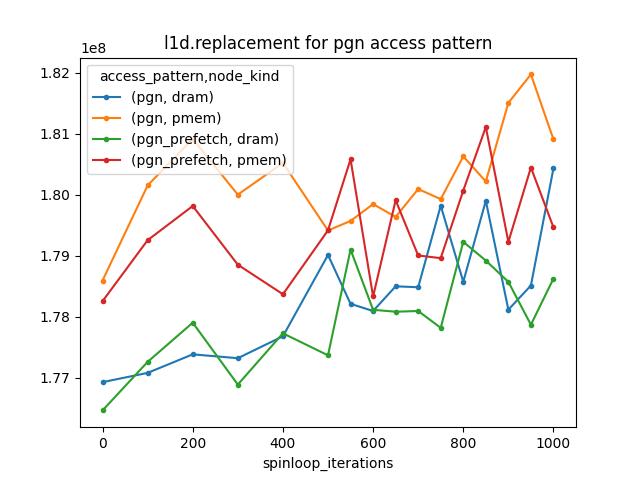 l1d.replacement for pgn access pattern
1e8
access_pattern,node_kind
(pgn, dram)
(pgn, pmem)
(pgn_prefetch, dram)
(pgn_prefetch, pmem)
1.82
1.81
1.80
1.79
1.78
1.77
0 200 400 600 800 1000
spinloop_iterations